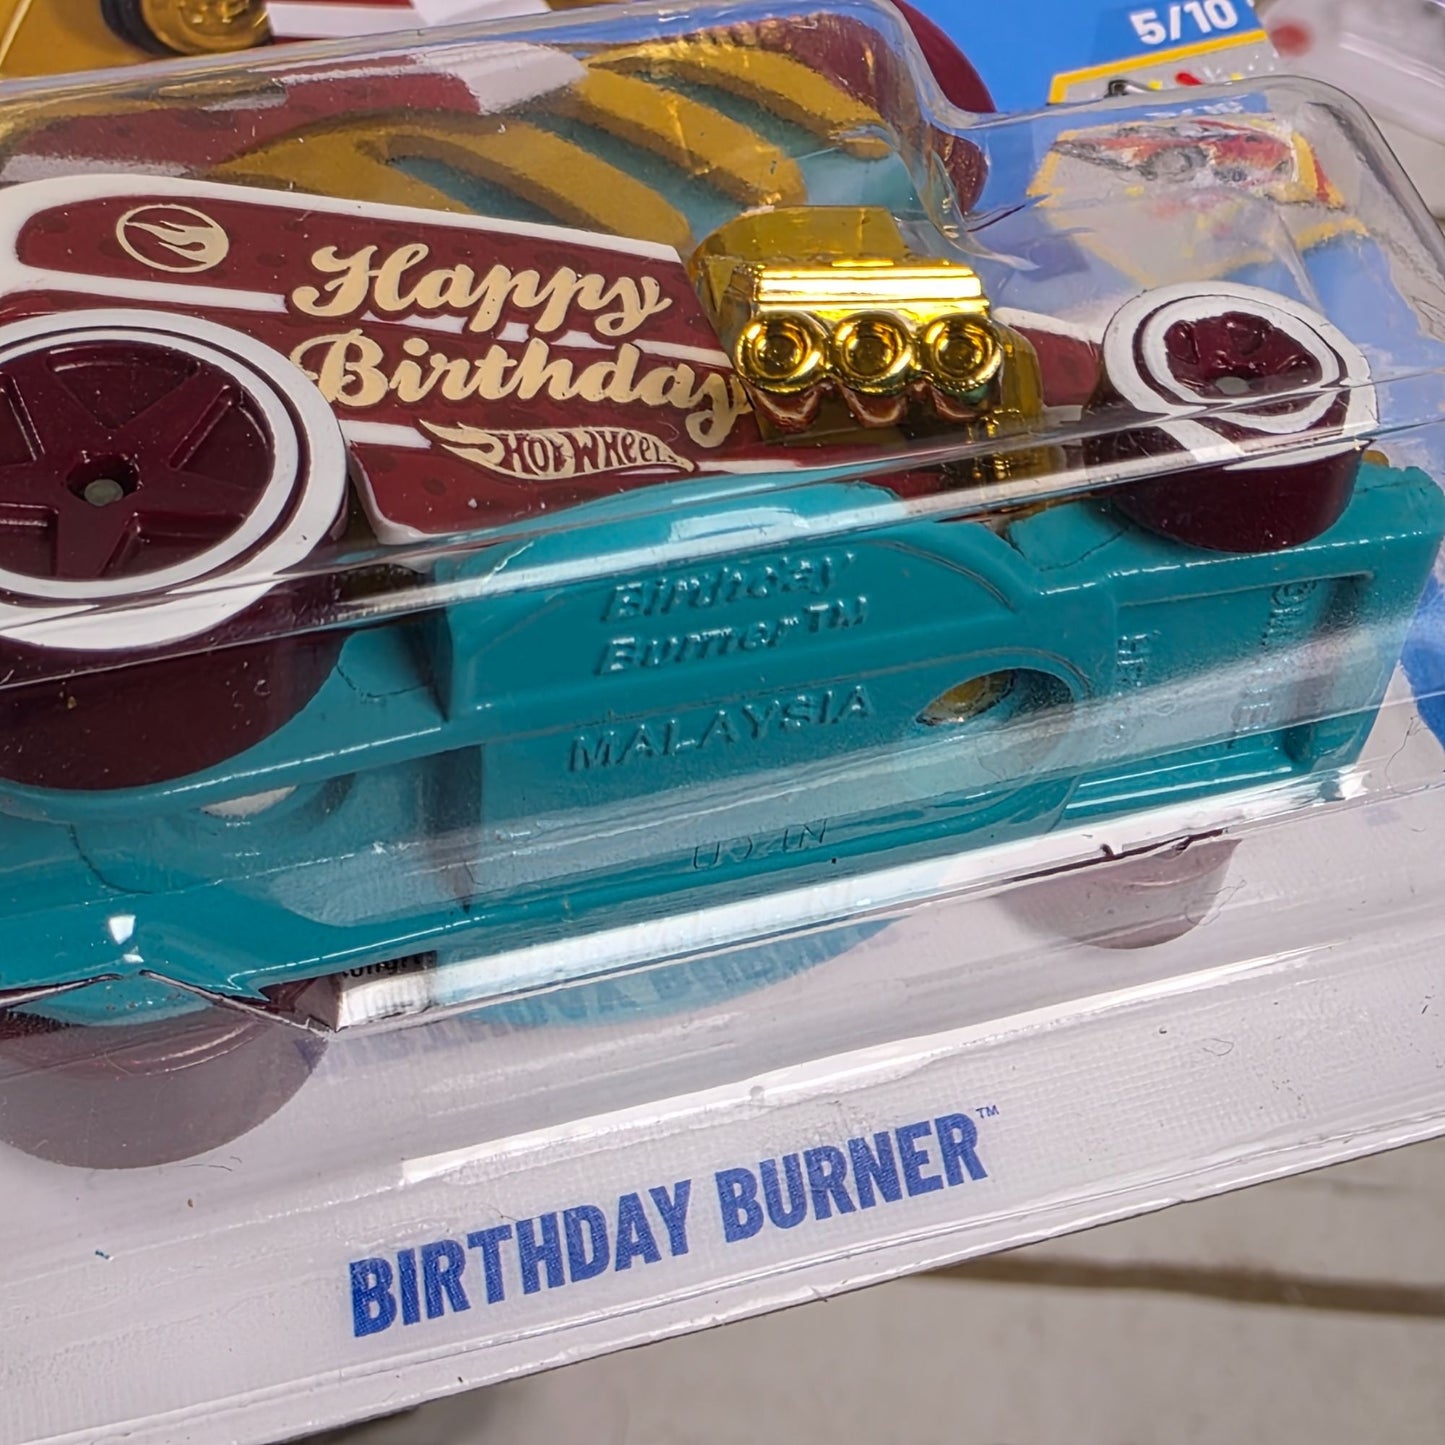 5/10
Happy
Birthday
HOT WHEELS
Birthday
Burner™
MALAYSIA
BIRTHDAY BURNER™